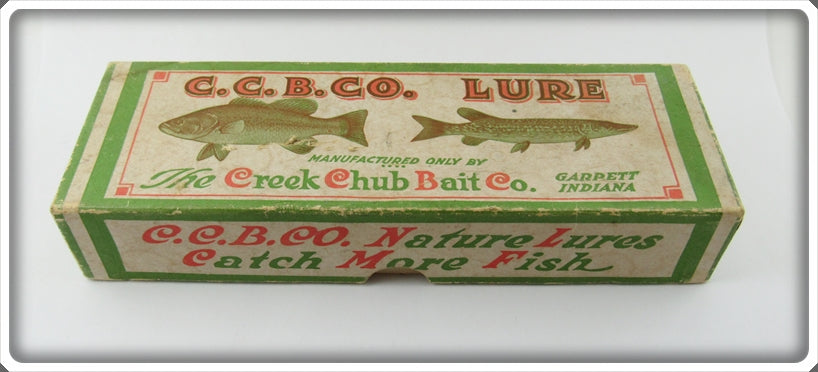 C.C.B.CO. LURE
MANUFACTURED ONLY BY
The Creek Chub Bait Co.
GARRETT
INDIANA
C.C.B.CO. Nature Lures
Catch More Fish